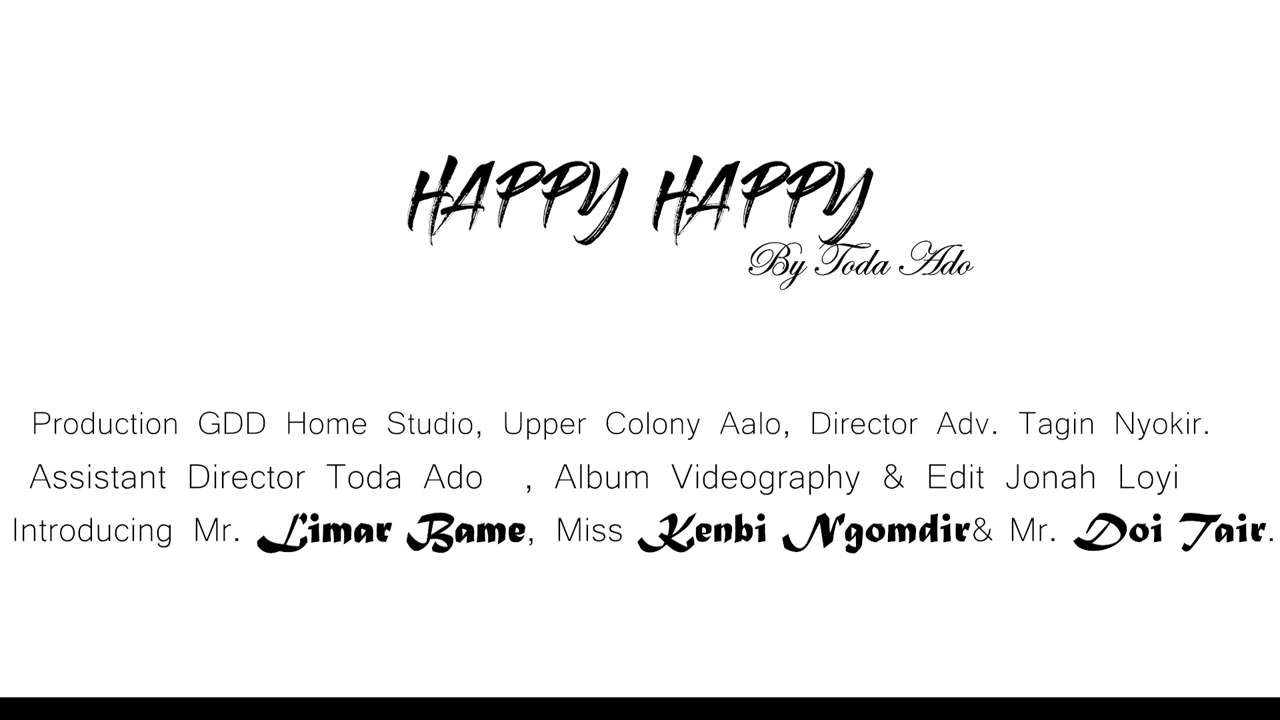 HAPPY HAPPY
By Toda Ado
Production GDD Home Studio, Upper Colony Aalo, Director Adv. Tagin Nyokir.
Assistant Director Toda Ado , Album Videography & Edit Jonah Loyi
Introducing Mr. Limar Bame, Miss Kenbi Ngomdir& Mr. Doi Tair.